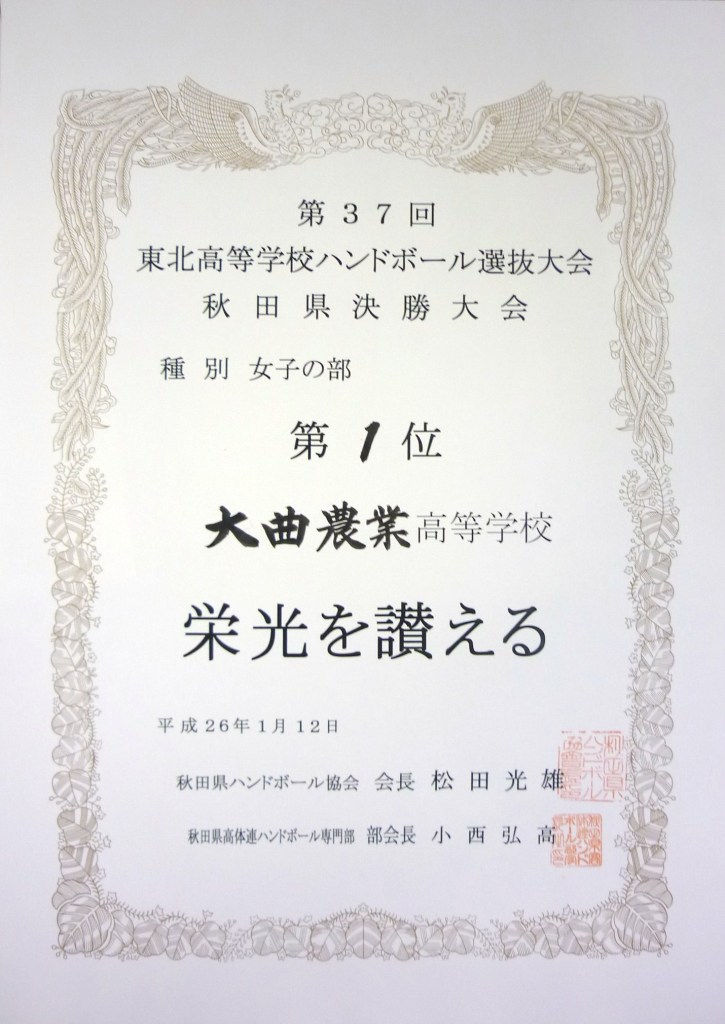 第37回
東北高等学校ハンドボール選抜大会
秋田県決勝大会
種別 女子の部
第1位
大曲農業高等学校
栄光を讃える
平成26年1月12日
秋田県ハンドボール協会 会長 松田光雄
秋田県高体連ハンドボール専門部 部会長 小西弘高